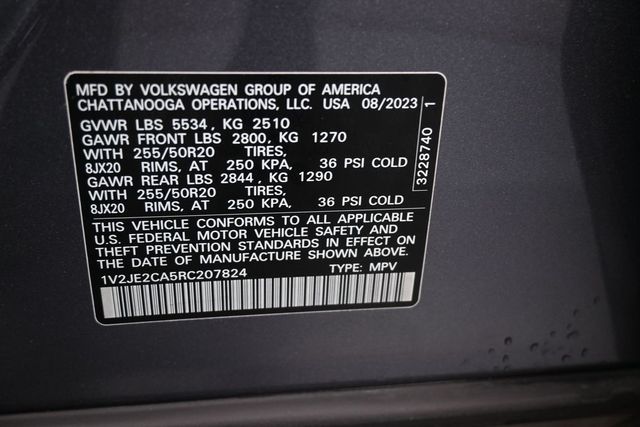 MFD BY VOLKSWAGEN GROUP OF AMERICA
CHATTANOOGA OPERATIONS, LLC. USA 08/2023
GVWR LBS 5534, KG 2510
GAWR FRONT LBS 2800, KG 1270
WITH 255/50R20 TIRES,
8JX20 RIMS, AT 250 KPA, 36 PSI COLD
GAWR REAR LBS 2844, KG 1290
WITH 255/50R20 TIRES,
8JX20 RIMS, AT 250 KPA, 36 PSI COLD
THIS VEHICLE CONFORMS TO ALL APPLICABLE
U.S. FEDERAL MOTOR VEHICLE SAFETY AND
THEFT PREVENTION STANDARDS IN EFFECT ON
THE DATE OF MANUFACTURE SHOWN ABOVE.
1V2JE2CA5RC207824 TYPE: MPV
3228740 1